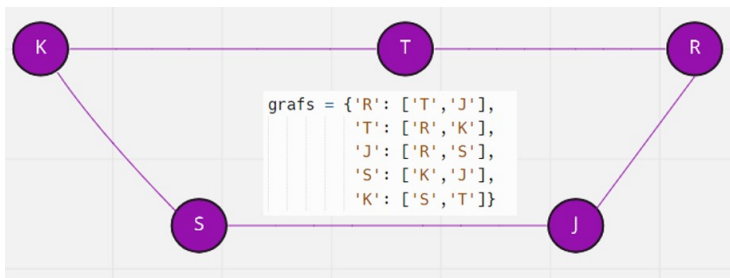 K
T
R
grafs = {'R': ['T','J'],
'T': ['R','K'],
'J': ['R','S'],
'S': ['K','J'],
'K': ['S','T']}
S
J